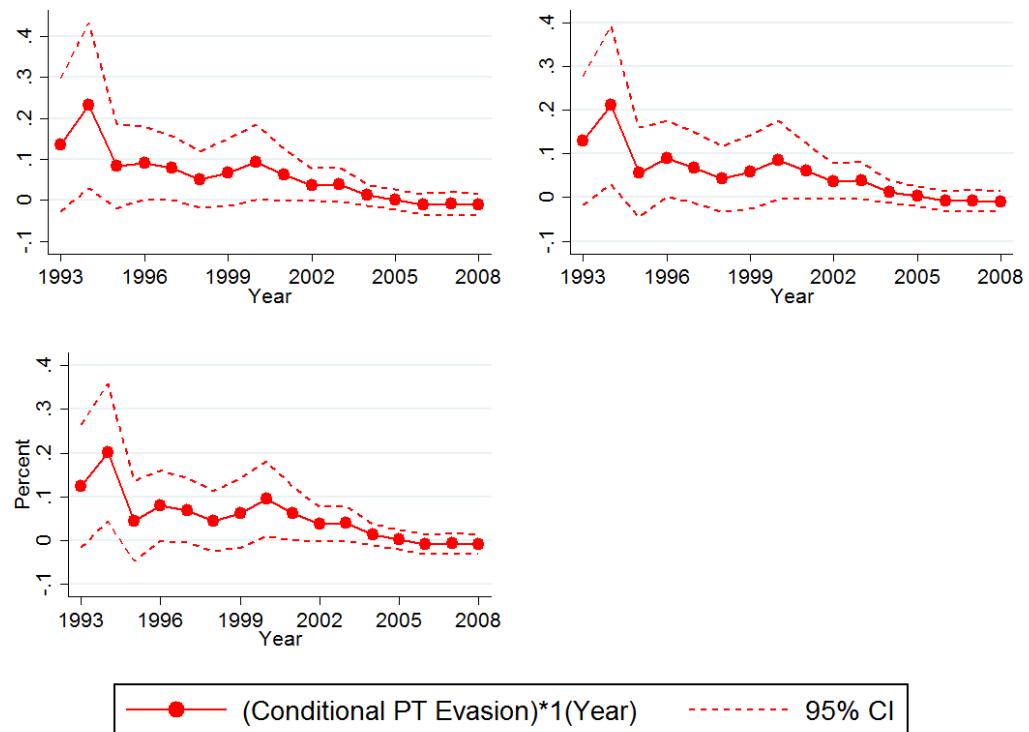 .4
.3
.2
.1
0
-.1
1993 1996 1999 2002 2005 2008
Year
.4
.3
.2
.1
0
-.1
1993 1996 1999 2002 2005 2008
Year
Percent
.4
.3
.2
.1
0
-.1
1993 1996 1999 2002 2005 2008
Year
(Conditional PT Evasion)*1(Year) 95% CI